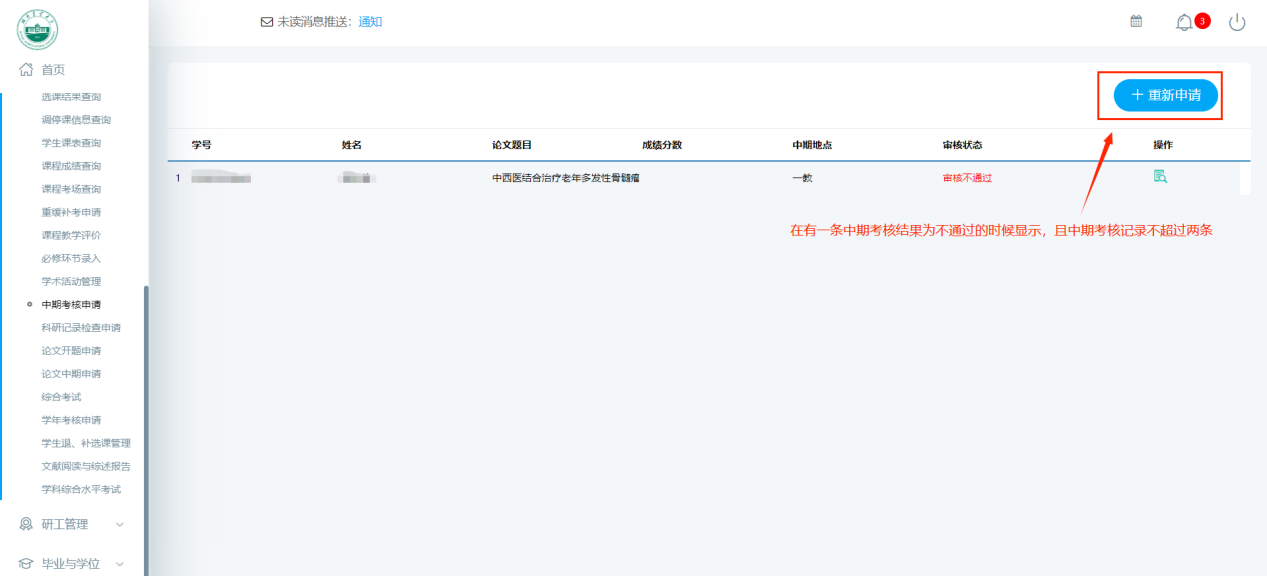 未读消息推送：通知
3
首页
选课结果查询
调停课信息查询
学生课表查询
课程成绩查询
课程考场查询
重缓补考申请
课程教学评价
必修环节录入
学术活动管理
中期考核申请
科研记录检查申请
论文开题申请
论文中期申请
综合考试
学年考核申请
学生退、补选课管理
文献阅读与综述报告
学科综合水平考试
研工管理
毕业与学位
+ 重新申请
学号 姓名 论文题目 成绩分数 中期地点 审核状态 操作
1 中西医结合治疗老年多发性骨髓瘤 一教 审核不通过
在有一条中期考核结果为不通过的时候显示，且中期考核记录不超过两条